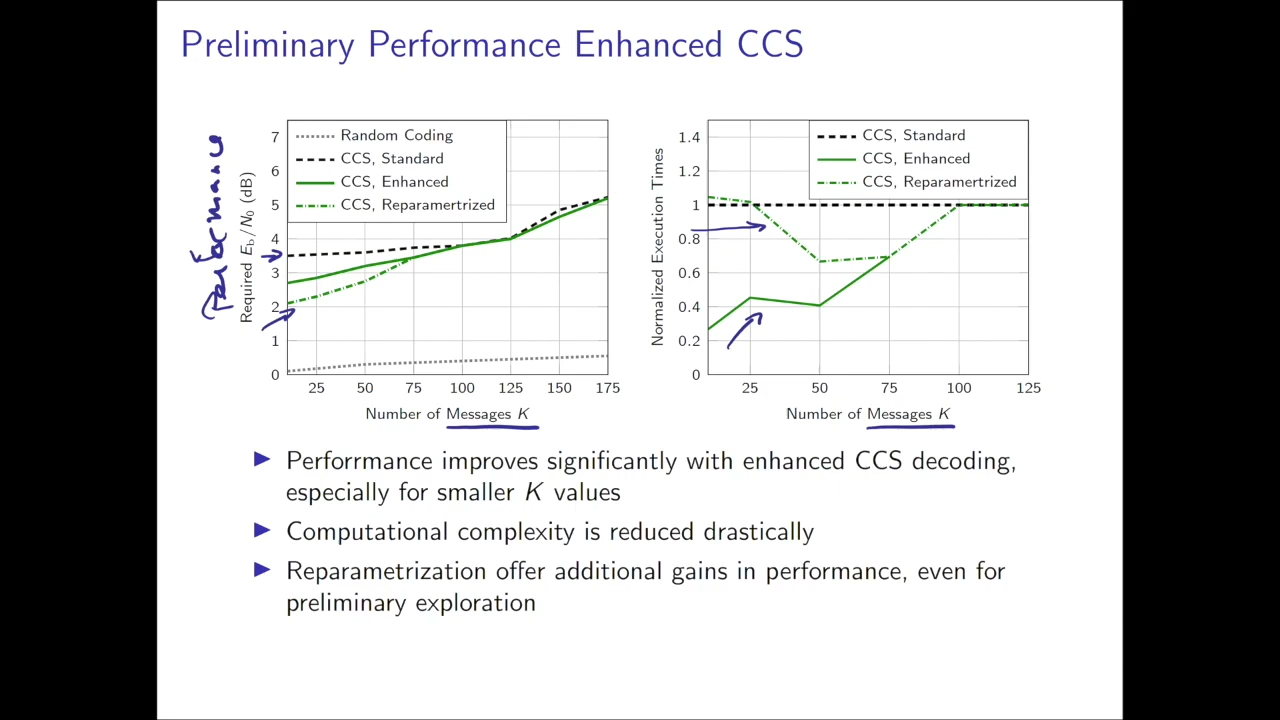 Preliminary Performance Enhanced CCS
Performance
Required Eb/N0 (dB)
7
6
5
4
3
2
1
0
Random Coding
CCS, Standard
CCS, Enhanced
CCS, Reparamertrized
25 50 75 100 125 150 175
Number of Messages K
Normalized Execution Times
1.4
1.2
1
0.8
0.6
0.4
0.2
0
CCS, Standard
CCS, Enhanced
CCS, Reparamertrized
25 50 75 100 125
Number of Messages K
Perforrmance improves significantly with enhanced CCS decoding,
especially for smaller K values
Computational complexity is reduced drastically
Reparametrization offer additional gains in performance, even for
preliminary exploration